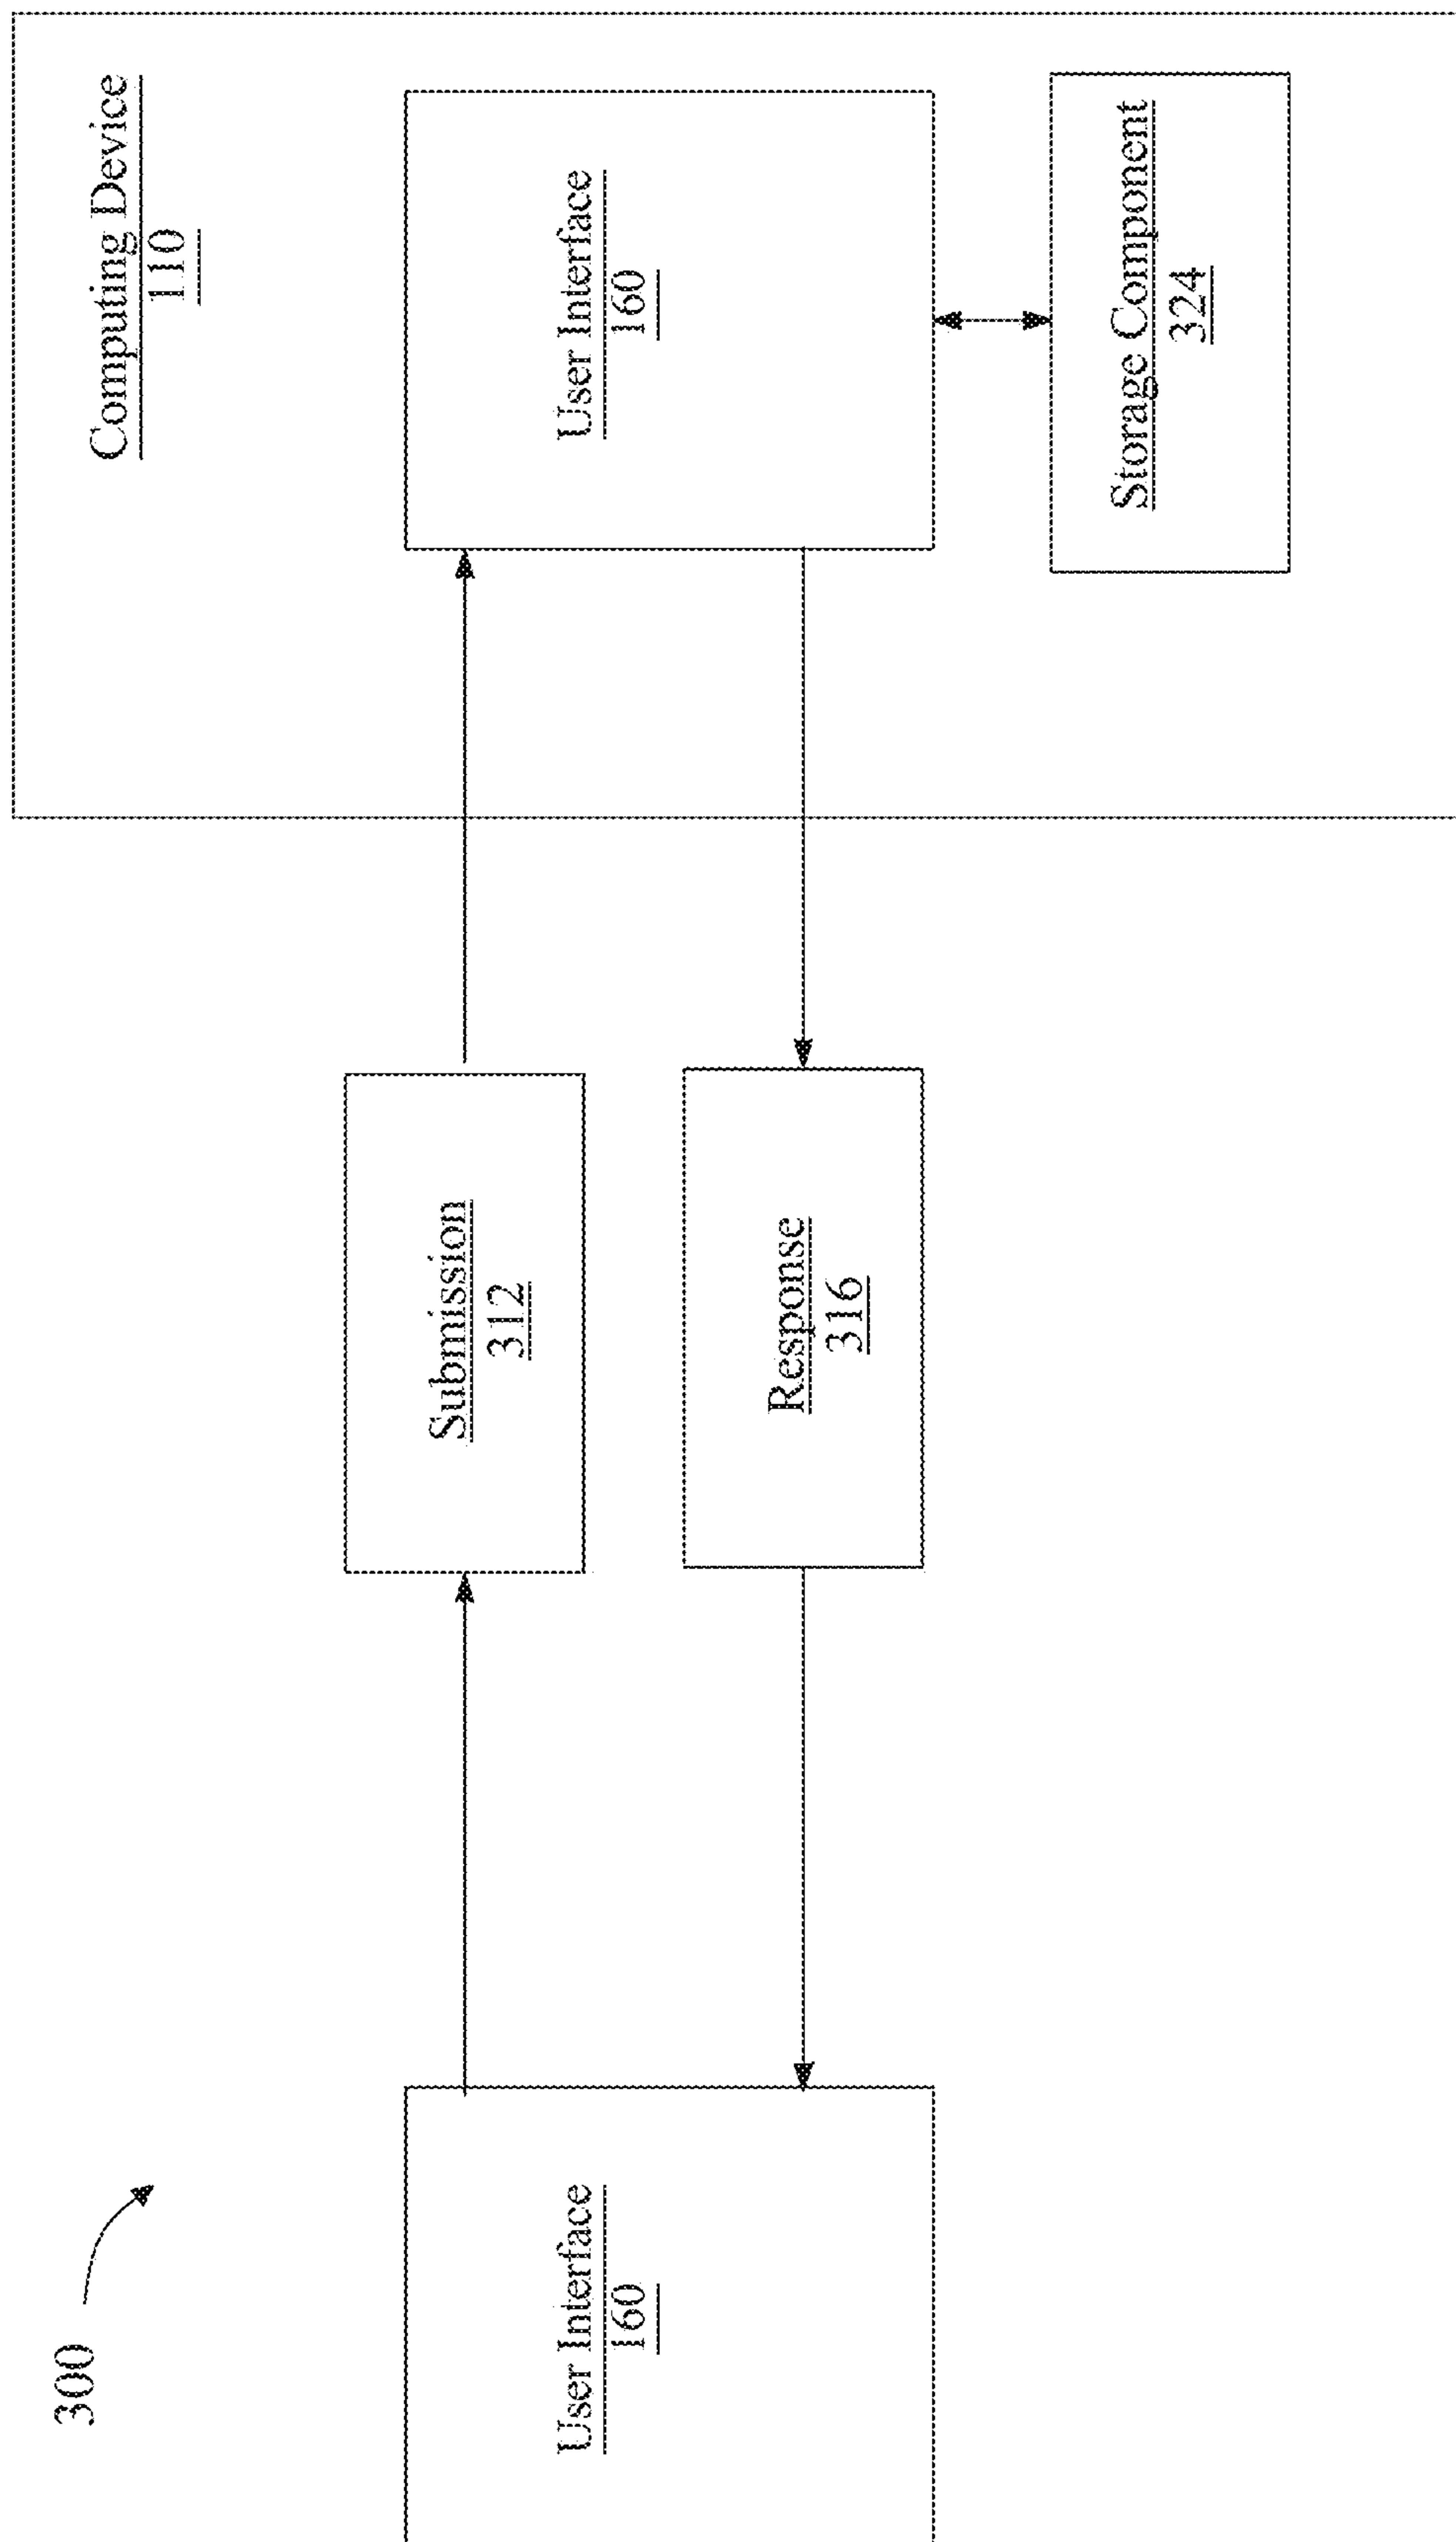 300
User Interface
160
Submission
312
Response
316
Computing Device
110
User Interface
160
Storage Component
324